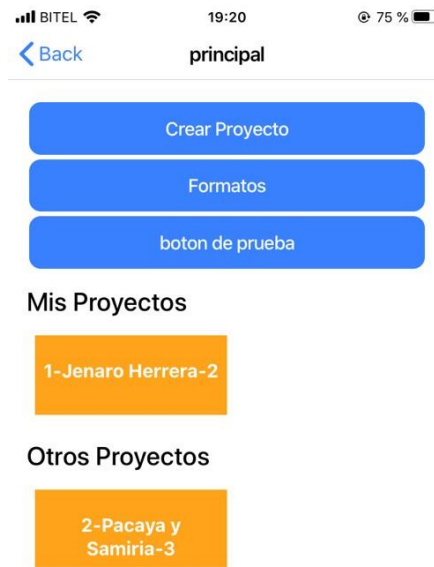 BITEL 19:20 75 %
Back principal
Crear Proyecto
Formatos
boton de prueba
Mis Proyectos
1-Jenaro Herrera-2
Otros Proyectos
2-Pacaya y
Samiria-3